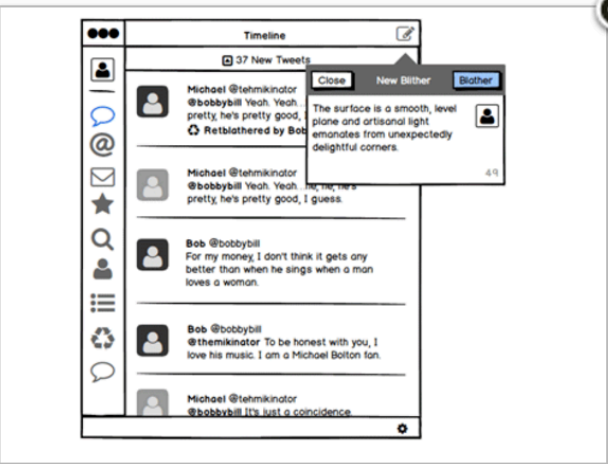 Timeline
37 New Tweets
Michael @tehmikinator
@bobbybill Yeah. Yeah...
pretty, he's pretty good, I
Retblathered by Bob
Close New Blither Blather
The surface is a smooth, level
plane and artisanal light
emanates from unexpectedly
delightful corners.
49
Michael @tehmikinator
@bobbybill Yeah. Yeah...he, he, he's
pretty, he's pretty good, I guess.
Bob @bobbybill
For my money, I don't think it gets any
better than when he sings when a man
loves a woman.
Bob @bobbybill
@themikinator To be honest with you, I
love his music. I am a Michael Bolton fan.
Michael @tehmikinator
@bobbybill It's just a coincidence.